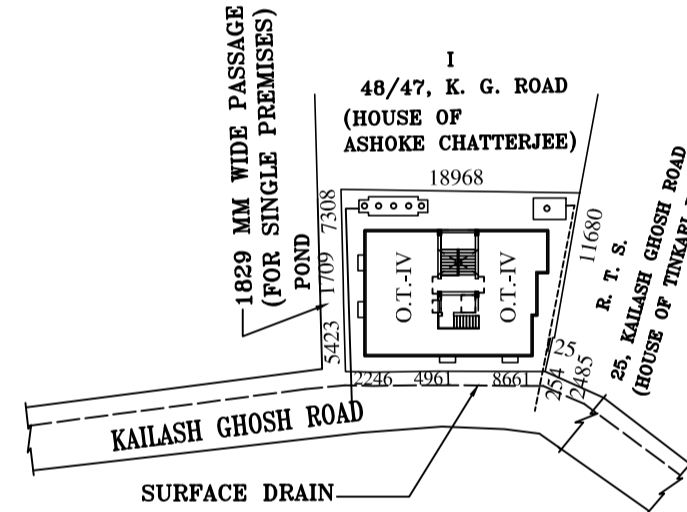 1829 MM WIDE PASSAGE
(FOR SINGLE PREMISES)
POND
I
48/47, K. G. ROAD
(HOUSE OF
ASHOKE CHATTERJEE)
18968
7308
1709
5423
11680
R. T. S.
25, KAILASH GHOSH ROAD
(HOUSE OF TINKARI
O.T.-IV
O.T.-IV
25
254
2485
2246 4961 8661
KAILASH GHOSH ROAD
SURFACE DRAIN